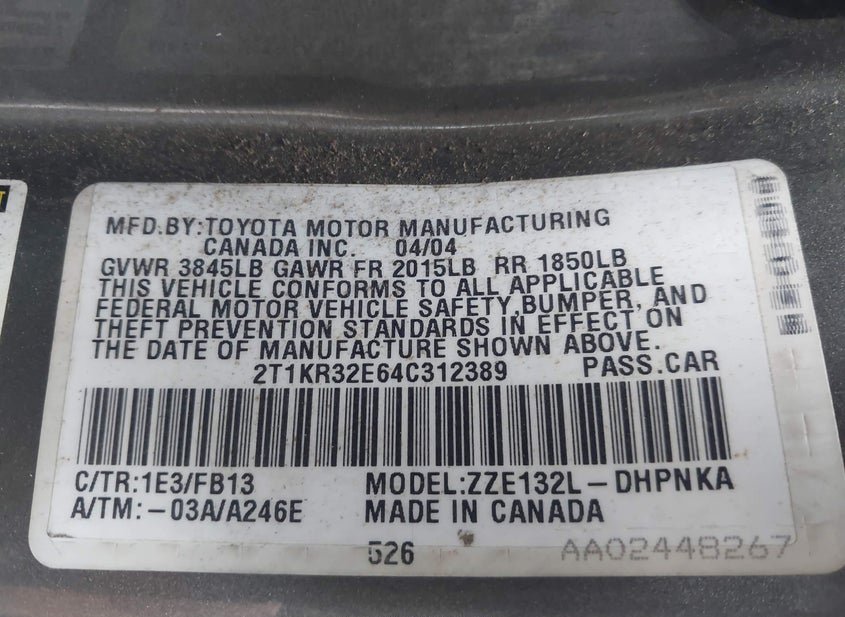 MFD.BY:TOYOTA MOTOR MANUFACTURING
CANADA INC. 04/04
GVWR 3845LB GAWR FR 2015LB RR 1850LB
THIS VEHICLE CONFORMS TO ALL APPLICABLE
FEDERAL MOTOR VEHICLE SAFETY,BUMPER, AND
THEFT PREVENTION STANDARDS IN EFFECT ON
THE DATE OF MANUFACTURE SHOWN ABOVE.
2T1KR32E64C312389 PASS.CAR
C/TR:1E3/FB13 MODEL:ZZE132L-DHPNKA
A/TM:-03A/A246E MADE IN CANADA
526 AA02448267